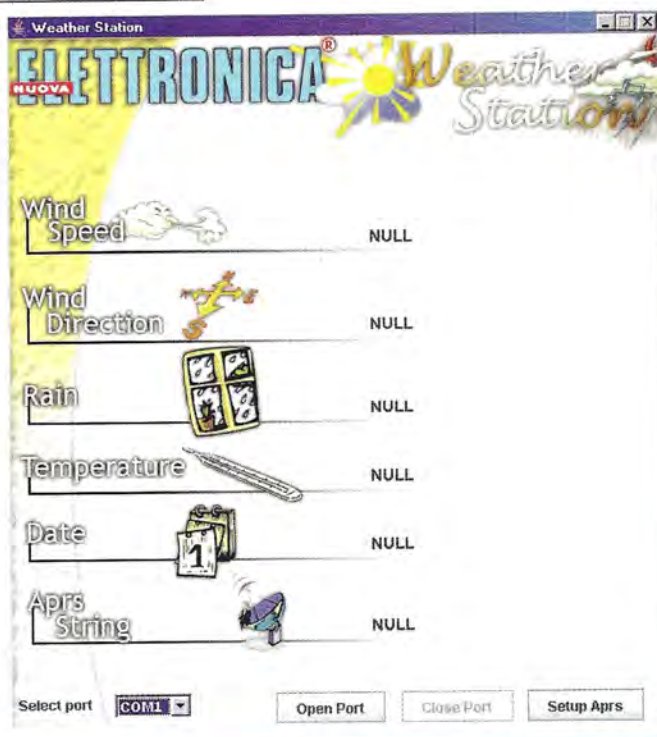 Weather Station
ELETTRONICA®
NUOVA
Weather
Station
Wind
Speed
NULL
N
E
S
Wind
Direction
NULL
Rain
NULL
Temperature
NULL
Date
1
NULL
Aprs
String
NULL
Select port COM1 Open Port Close Port Setup Aprs